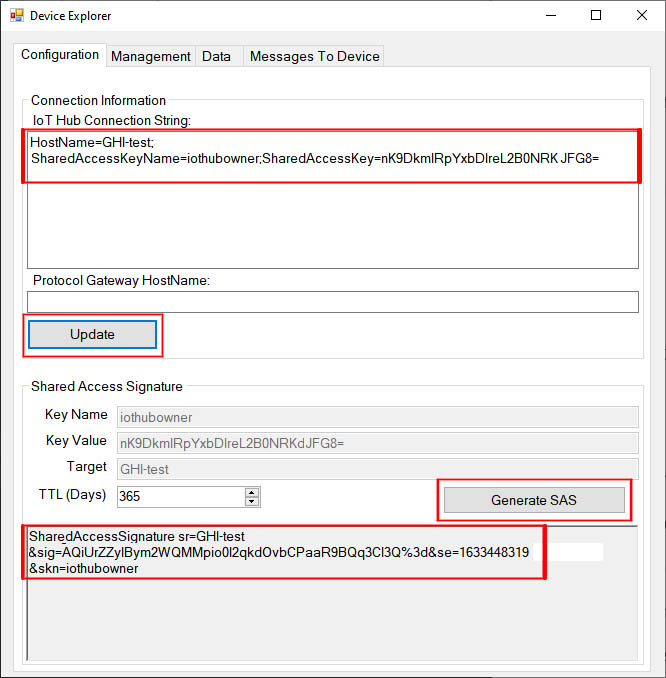 Device Explorer
Configuration Management Data Messages To Device
Connection Information
IoT Hub Connection String:
HostName=GHI-test;
SharedAccessKeyName=iothubowner;SharedAccessKey=nK9DkmlRpYxbDlreL2B0NRK JFG8=
Protocol Gateway HostName:
Update
Shared Access Signature
Key Name iothubowner
Key Value nK9DkmlRpYxbDlreL2B0NRKdJFG8=
Target GHI-test
TTL (Days) 365
Generate SAS
SharedAccessSignature sr=GHI-test
&sig=AQiUrZZylBym2WQMMpio0l2qkdOvbCPaaR9BQq3Cl3Q%3d&se=1633448319
&skn=iothubowner